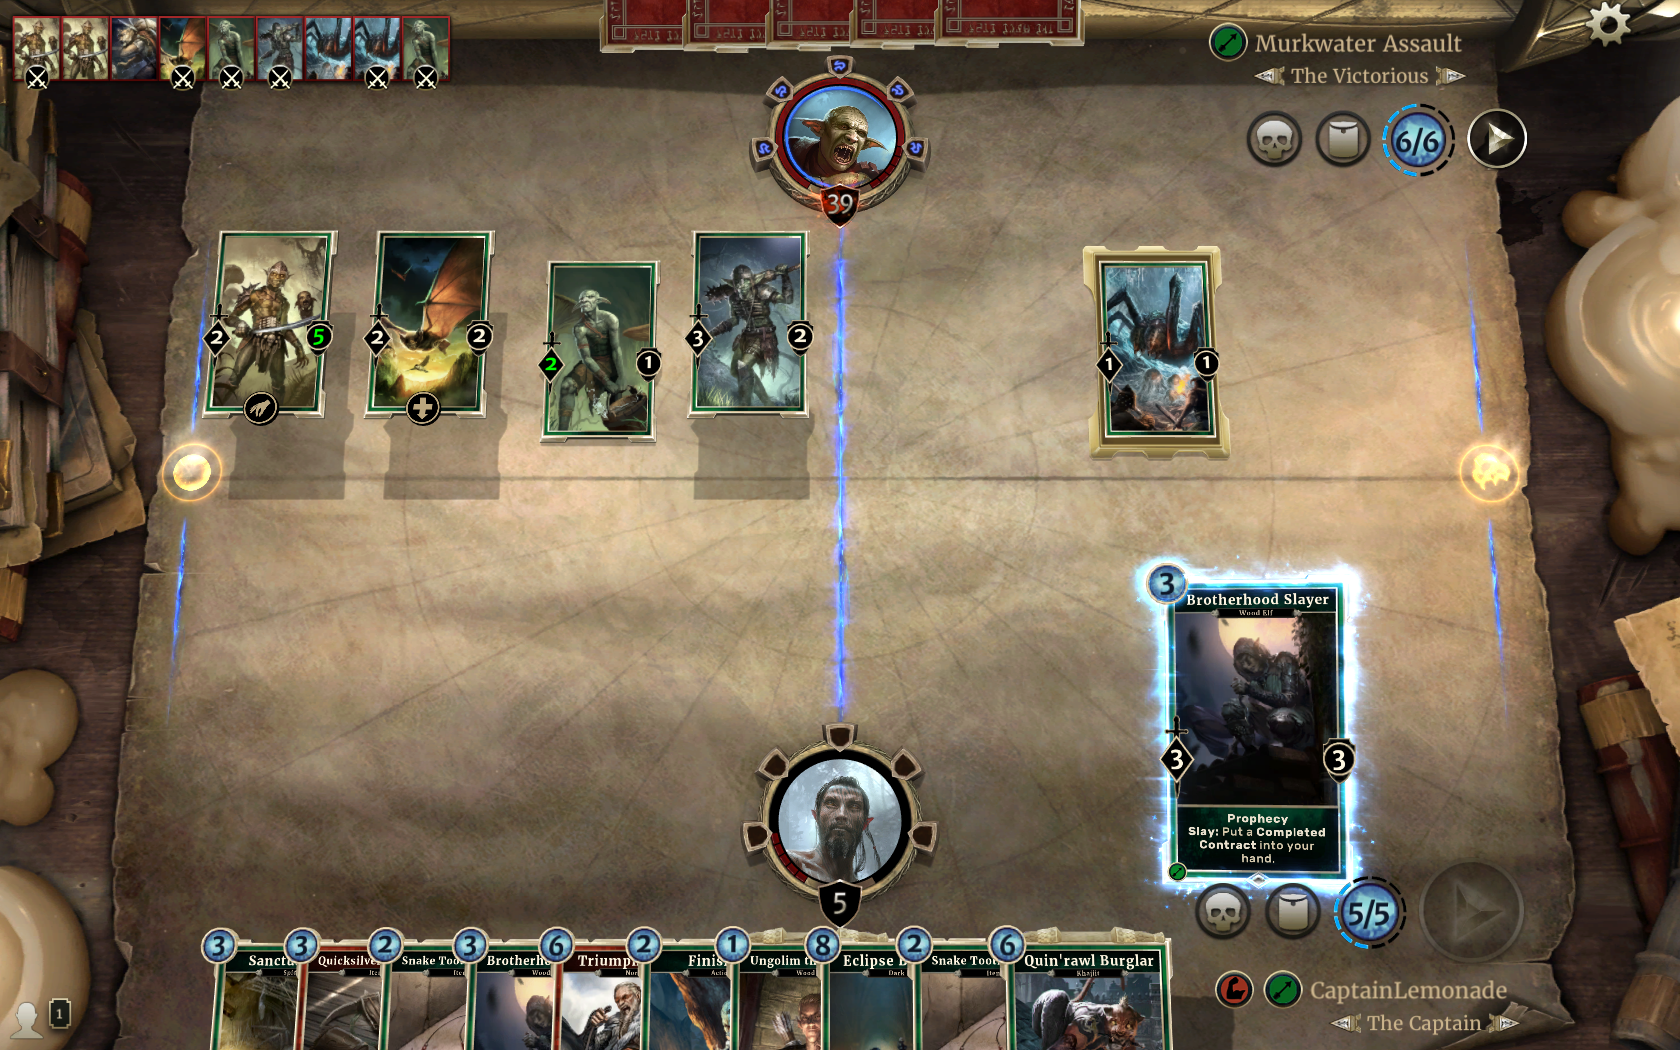 Murkwater Assault
The Victorious
6/6
39
2
5
2
2
2
1
3
2
1
1
3
Brotherhood Slayer
Wood Elf
3
3
Prophecy
Slay: Put a Completed
Contract into your
hand.
5
5/5
3
3
2
3
6
2
1
8
2
6
Sanctu
Quicksilve
Snake Too
Brotherh
Triump
Finis
Ungolim t
Eclipse B
Snake Toot
Quin'rawl Burglar
Khajiit
1
CaptainLemonade
The Captain